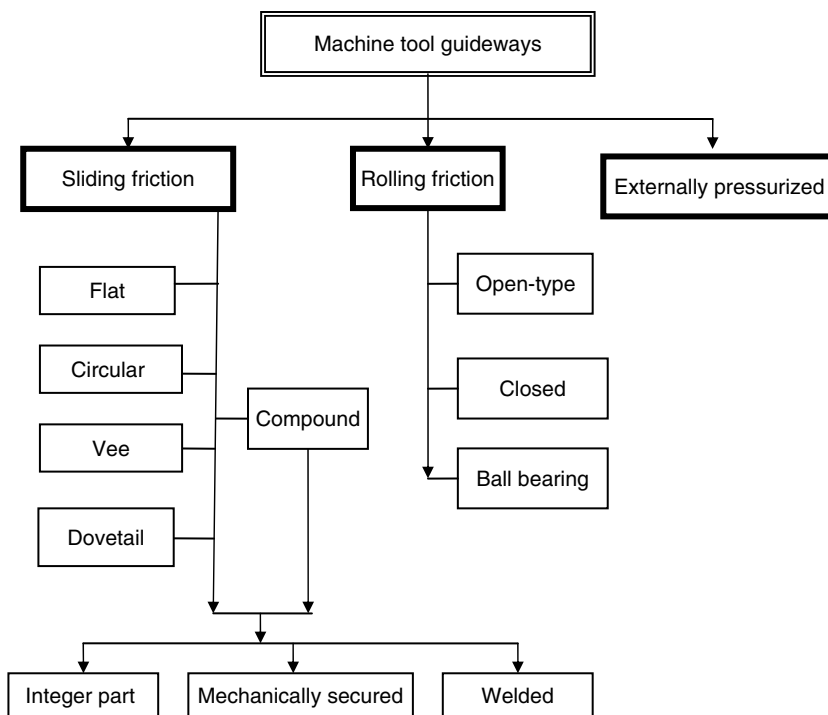 Machine tool guideways
Sliding friction
Rolling friction
Externally pressurized
Flat
Open-type
Circular
Closed
Compound
Vee
Ball bearing
Dovetail
Integer part
Mechanically secured
Welded